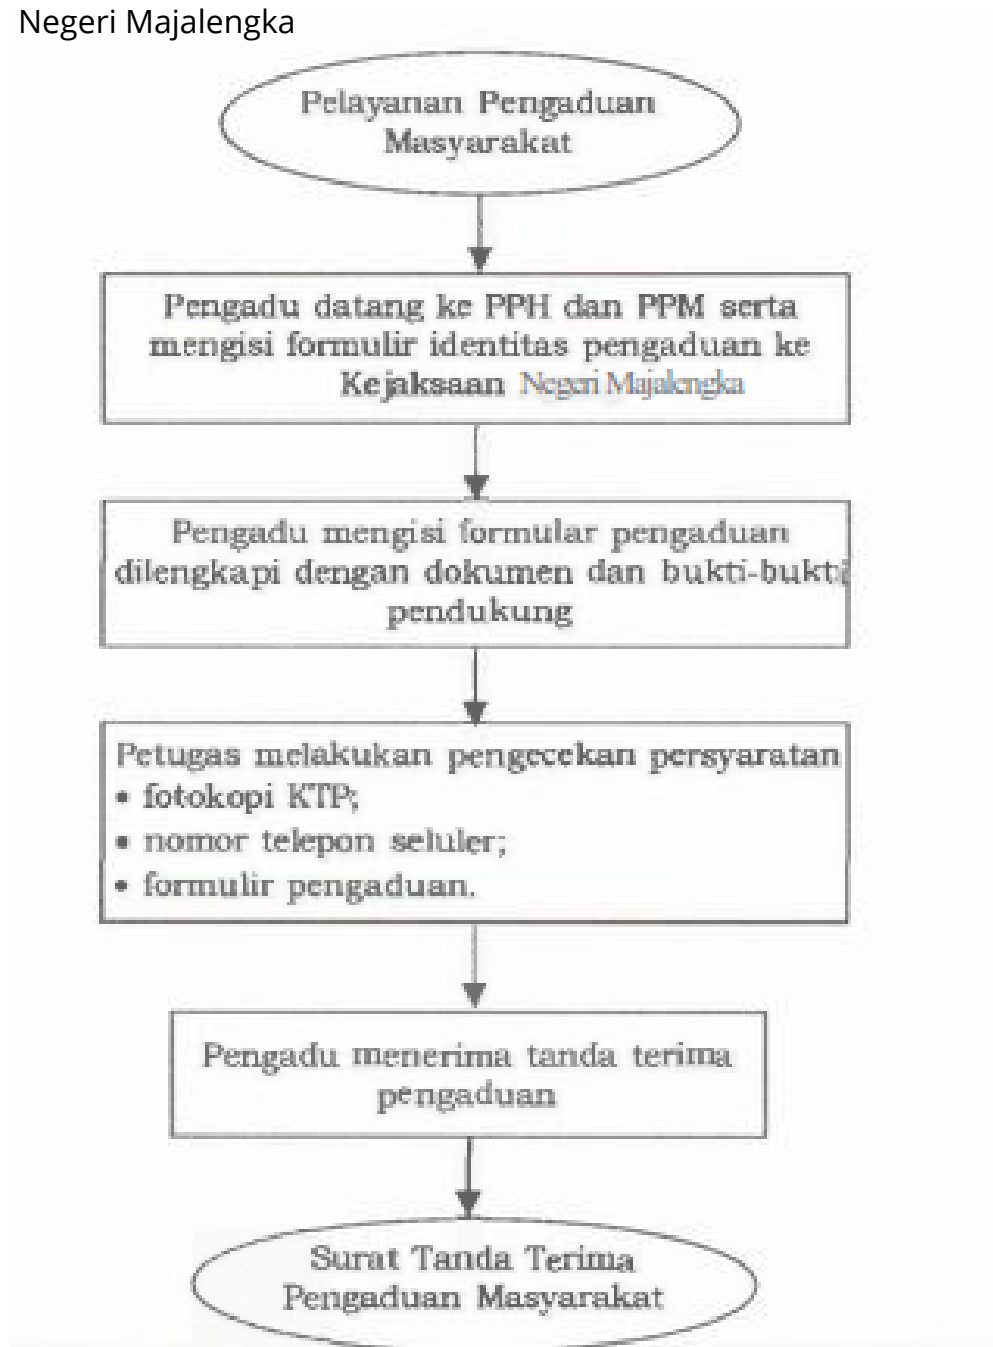 Negeri Majalengka
Pelayanan Pengaduan
Masyarakat
Pengadu datang ke PPH dan PPM serta
mengisi formulir identitas pengaduan ke
Kejaksaan Negeri Majalengka
Pengadu mengisi formular pengaduan
dilengkapi dengan dokumen dan bukti-bukti
pendukung
Petugas melakukan pengecekan persyaratan
• fotokopi KTP;
• nomor telepon seluler;
• formulir pengaduan.
Pengadu menerima tanda terima
pengaduan
Surat Tanda Terima
Pengaduan Masyarakat